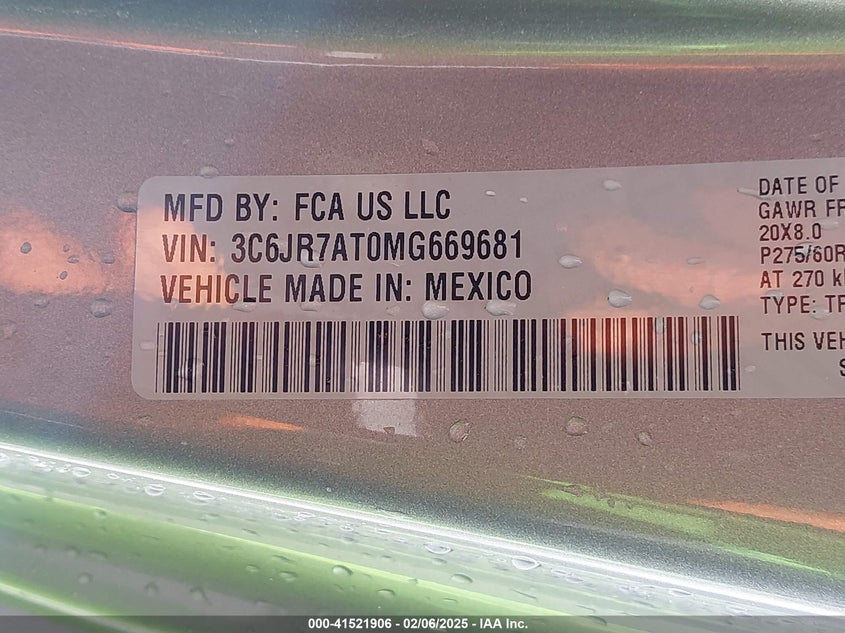 MFD BY: FCA US LLC
VIN: 3C6JR7AT0MG669681
VEHICLE MADE IN: MEXICO
DATE OF
GAWR FR
20X8.0
P275/60R
AT 270 k
TYPE: TR
THIS VEH
S
000-41521906 - 02/06/2025 - IAA Inc.